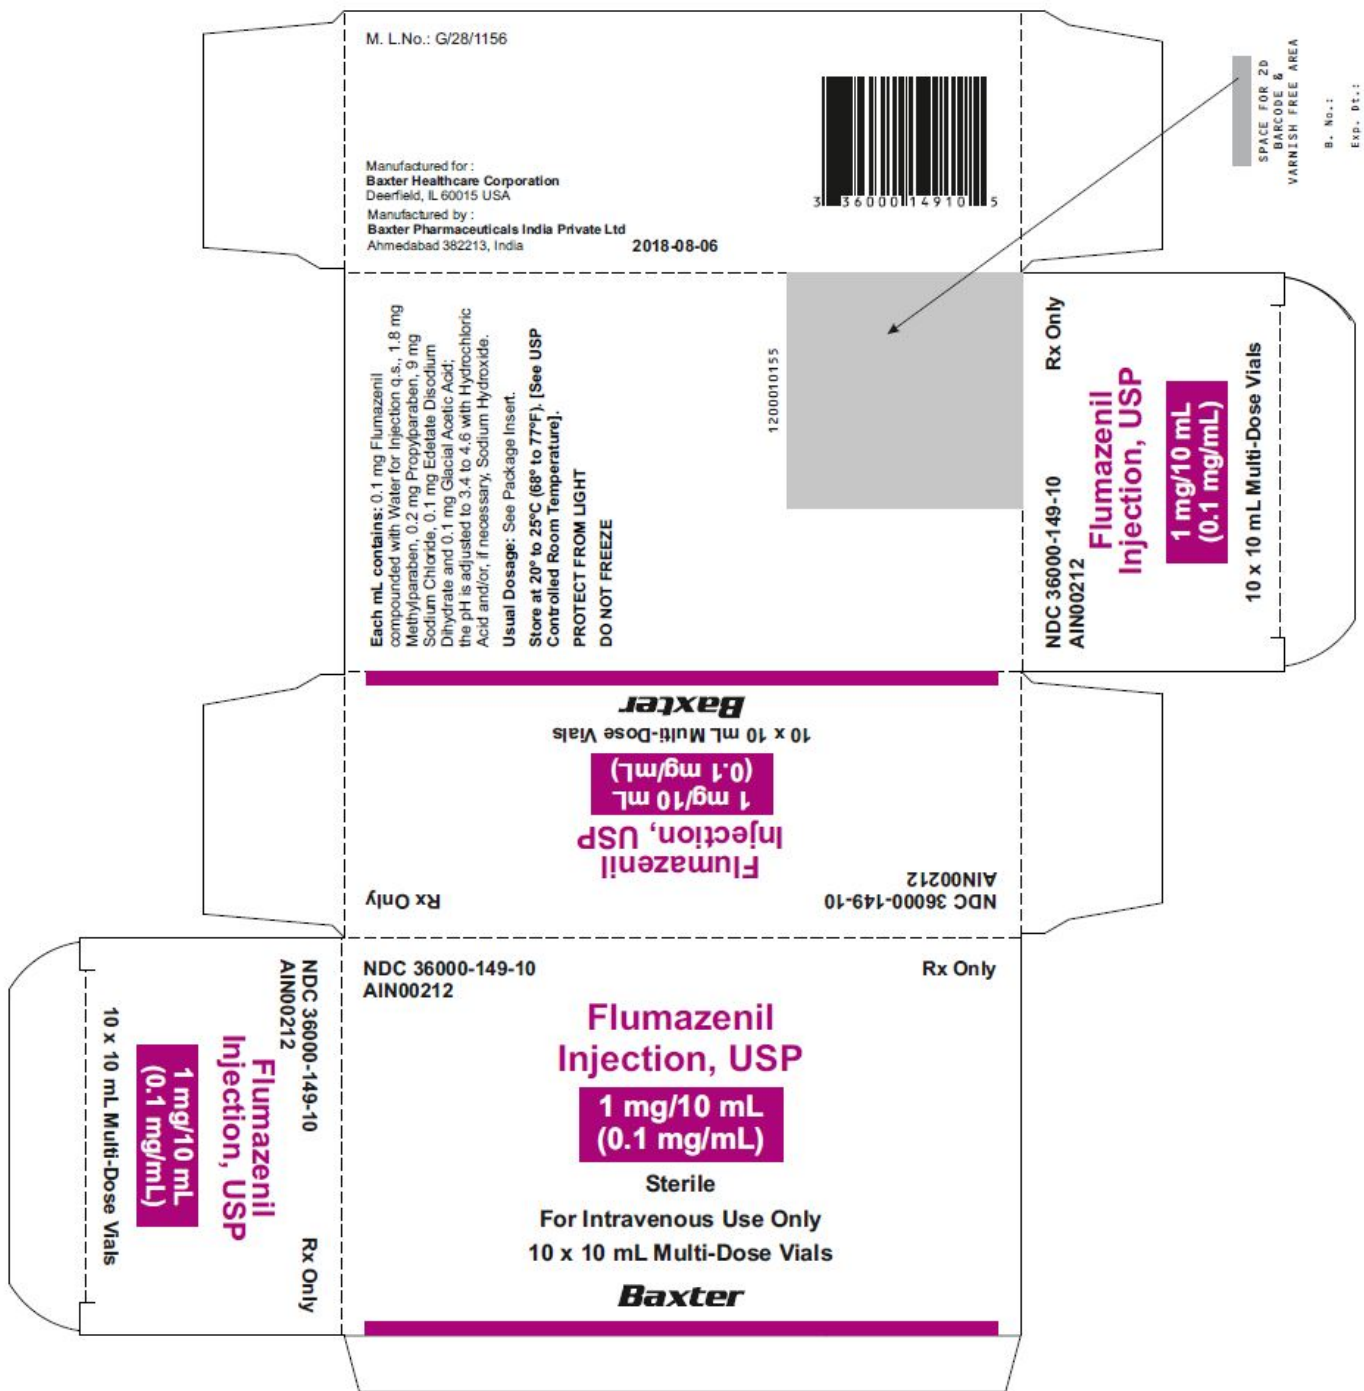 M. L.No.: G/28/1156
3 36000 14910 5
Manufactured for :
Baxter Healthcare Corporation
Deerfield, IL 60015 USA
Manufactured by :
Baxter Pharmaceuticals India Private Ltd
Ahmedabad 382213, India
2018-08-06
SPACE FOR 2D
BARCODE &
VARNISH FREE AREA
B. No.:
Exp. Dt.:
Each mL contains: 0.1 mg Flumazenil
compounded with Water for Injection q.s., 1.8 mg
Methylparaben, 0.2 mg Propylparaben, 9 mg
Sodium Chloride, 0.1 mg Edetate Disodium
Dihydrate and 0.1 mg Glacial Acetic Acid;
the pH is adjusted to 3.4 to 4.6 with Hydrochloric
Acid and/or, if necessary, Sodium Hydroxide.
Usual Dosage: See Package Insert.
Store at 20º to 25ºC (68º to 77ºF). [See USP
Controlled Room Temperature].
PROTECT FROM LIGHT
DO NOT FREEZE
1200010155
NDC 36000-149-10
Rx Only
AIN00212
Flumazenil
Injection, USP
1 mg/10 mL
(0.1 mg/mL)
10 x 10 mL Multi-Dose Vials
NDC 36000-149-10
Rx Only
AIN00212
Flumazenil
Injection, USP
1 mg/10 mL
(0.1 mg/mL)
10 x 10 mL Multi-Dose Vials
Baxter
NDC 36000-149-10
Rx Only
AIN00212
Flumazenil
Injection, USP
1 mg/10 mL
(0.1 mg/mL)
10 x 10 mL Multi-Dose Vials
NDC 36000-149-10
Rx Only
AIN00212
Flumazenil
Injection, USP
1 mg/10 mL
(0.1 mg/mL)
Sterile
For Intravenous Use Only
10 x 10 mL Multi-Dose Vials
Baxter